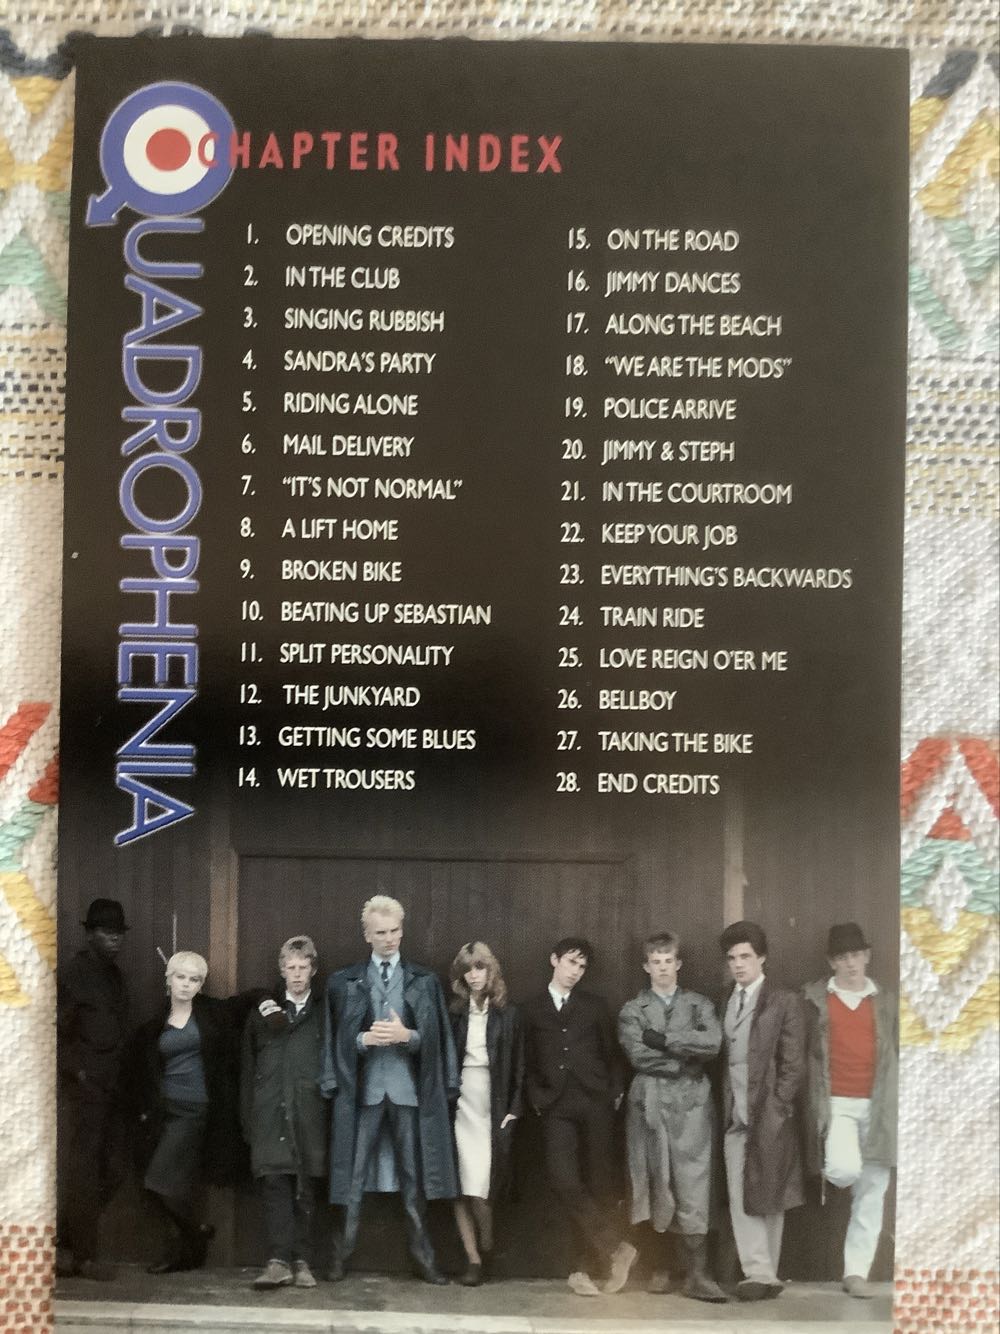 QUADROPHENIA
CHAPTER INDEX
1. OPENING CREDITS
2. IN THE CLUB
3. SINGING RUBBISH
4. SANDRA'S PARTY
5. RIDING ALONE
6. MAIL DELIVERY
7. "IT'S NOT NORMAL"
8. A LIFT HOME
9. BROKEN BIKE
10. BEATING UP SEBASTIAN
11. SPLIT PERSONALITY
12. THE JUNKYARD
13. GETTING SOME BLUES
14. WET TROUSERS
15. ON THE ROAD
16. JIMMY DANCES
17. ALONG THE BEACH
18. "WE ARE THE MODS"
19. POLICE ARRIVE
20. JIMMY & STEPH
21. IN THE COURTROOM
22. KEEP YOUR JOB
23. EVERYTHING'S BACKWARDS
24. TRAIN RIDE
25. LOVE REIGN O'ER ME
26. BELLBOY
27. TAKING THE BIKE
28. END CREDITS